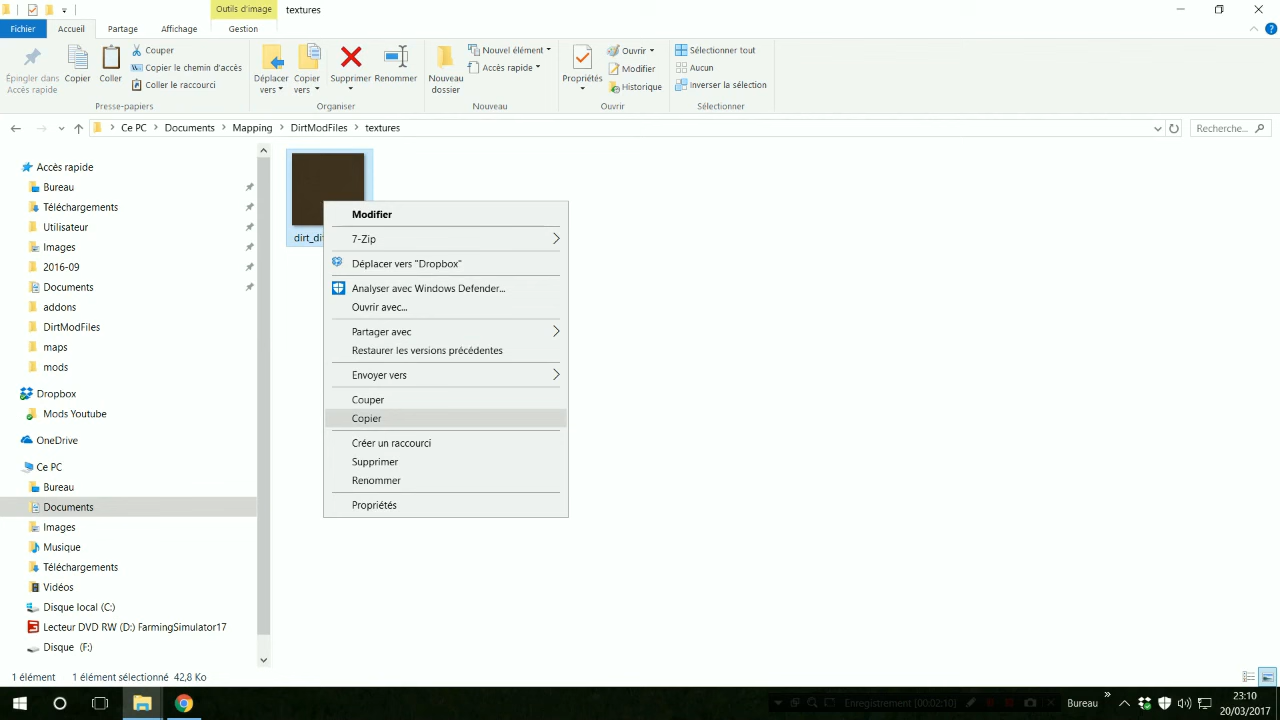 Outils d'image
textures
Fichier
Accueil
Partage
Affichage
Gestion
Épingler dans
Accès rapide
Copier
Coller
Couper
Copier le chemin d'accès
Coller le raccourci
Presse-papiers
Déplacer
vers
Copier
vers
Supprimer
Renommer
Organiser
Nouveau
dossier
Nouvel élément
Accès rapide
Nouveau
Propriétés
Ouvrir
Modifier
Historique
Ouvrir
Sélectionner tout
Aucun
Inverser la sélection
Sélectionner
Ce PC
Documents
Mapping
DirtModFiles
textures
Recherche...
Accès rapide
Bureau
Téléchargements
Utilisateur
Images
2016-09
Documents
addons
DirtModFiles
maps
mods
Dropbox
Mods Youtube
OneDrive
Ce PC
Bureau
Documents
Images
Musique
Téléchargements
Vidéos
Disque local (C:)
Lecteur DVD RW (D:) FarmingSimulator17
Disque (F:)
Modifier
7-Zip
Déplacer vers "Dropbox"
Analyser avec Windows Defender...
Ouvrir avec...
Partager avec
Restaurer les versions précédentes
Envoyer vers
Couper
Copier
Créer un raccourci
Supprimer
Renommer
Propriétés
1 élément
1 élément sélectionné 42,8 Ko
Enregistrement [00:02:10]
Bureau
23:10
20/03/2017